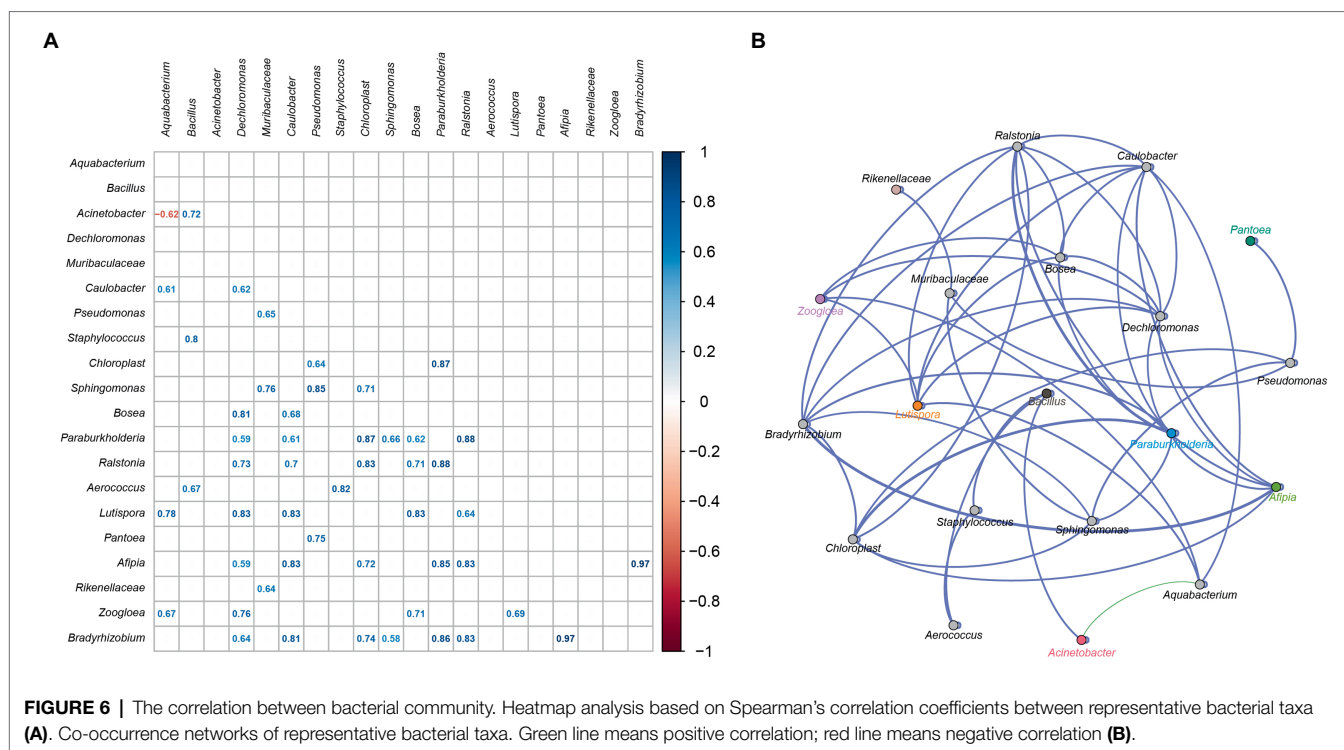 A
B
Aquabacterium
Bacillus
Acinetobacter
Dechloromonas
Muribaculaceae
Caulobacter
Pseudomonas
Staphylococcus
Chloroplast
Sphingomonas
Bosea
Paraburkholderia
Ralstonia
Aerococcus
Lutispora
Pantoea
Afipia
Rikenellaceae
Zoogloea
Bradyrhizobium
Aquabacterium
Bacillus
Acinetobacter −0.62 0.72
Dechloromonas
Muribaculaceae
Caulobacter 0.61 0.62
Pseudomonas 0.65
Staphylococcus 0.8
Chloroplast 0.64 0.87
Sphingomonas 0.76 0.85 0.71
Bosea 0.81 0.68
Paraburkholderia 0.59 0.61 0.87 0.66 0.62 0.88
Ralstonia 0.73 0.7 0.83 0.71 0.88
Aerococcus 0.67 0.82
Lutispora 0.78 0.83 0.83 0.83 0.64
Pantoea 0.75
Afipia 0.59 0.83 0.72 0.85 0.83 0.97
Rikenellaceae 0.64
Zoogloea 0.67 0.76 0.71 0.69
Bradyrhizobium 0.64 0.81 0.74 0.58 0.86 0.83 0.97
1
0.8
0.6
0.4
0.2
0
−0.2
−0.4
−0.6
−0.8
−1
Ralstonia
Caulobacter
Rikenellaceae
Pantoea
Bosea
Muribaculaceae
Zoogloea
Dechloromonas
Pseudomonas
Bacillus
Lutispora
Bradyrhizobium
Paraburkholderia
Afipia
Staphylococcus
Sphingomonas
Chloroplast
Aquabacterium
Aerococcus
Acinetobacter
FIGURE 6 | The correlation between bacterial community. Heatmap analysis based on Spearman's correlation coefficients between representative bacterial taxa
(A). Co-occurrence networks of representative bacterial taxa. Green line means positive correlation; red line means negative correlation (B).